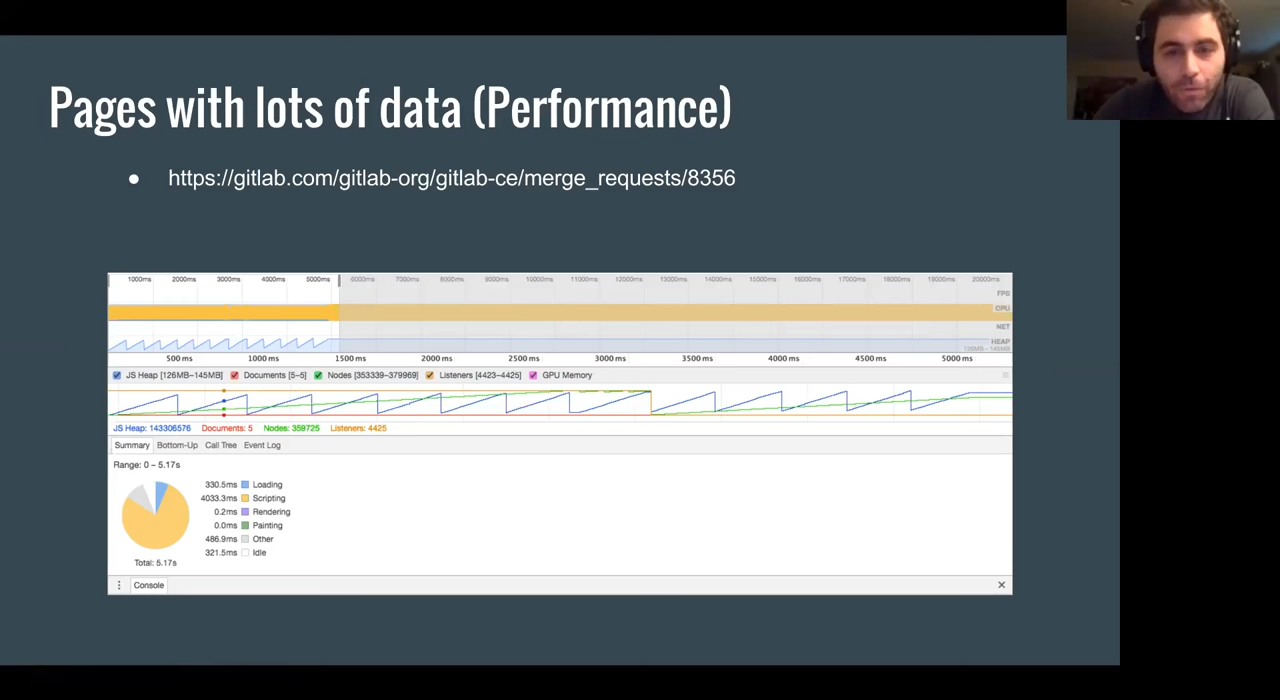 Pages with lots of data (Performance)
● https://gitlab.com/gitlab-org/gitlab-ce/merge_requests/8356
1000ms 2000ms 3000ms 4000ms 5000ms 6000ms 7000ms 8000ms 9000ms 10000ms 11000ms 12000ms 13000ms 14000ms 15000ms 16000ms 17000ms 18000ms 19000ms 20000ms
FPS
CPU
NET
HEAP
126MB–145MB
500 ms 1000 ms 1500 ms 2000 ms 2500 ms 3000 ms 3500 ms 4000 ms 4500 ms 5000 ms
JS Heap [126MB–145MB] Documents [5–5] Nodes [353339–379969] Listeners [4423–4425] GPU Memory
JS Heap: 143306576 Documents: 5 Nodes: 359725 Listeners: 4425
Summary Bottom-Up Call Tree Event Log
Range: 0 – 5.17s
330.5ms Loading
4033.3ms Scripting
0.2ms Rendering
0.0ms Painting
486.9ms Other
321.5ms Idle
Total: 5.17s
Console